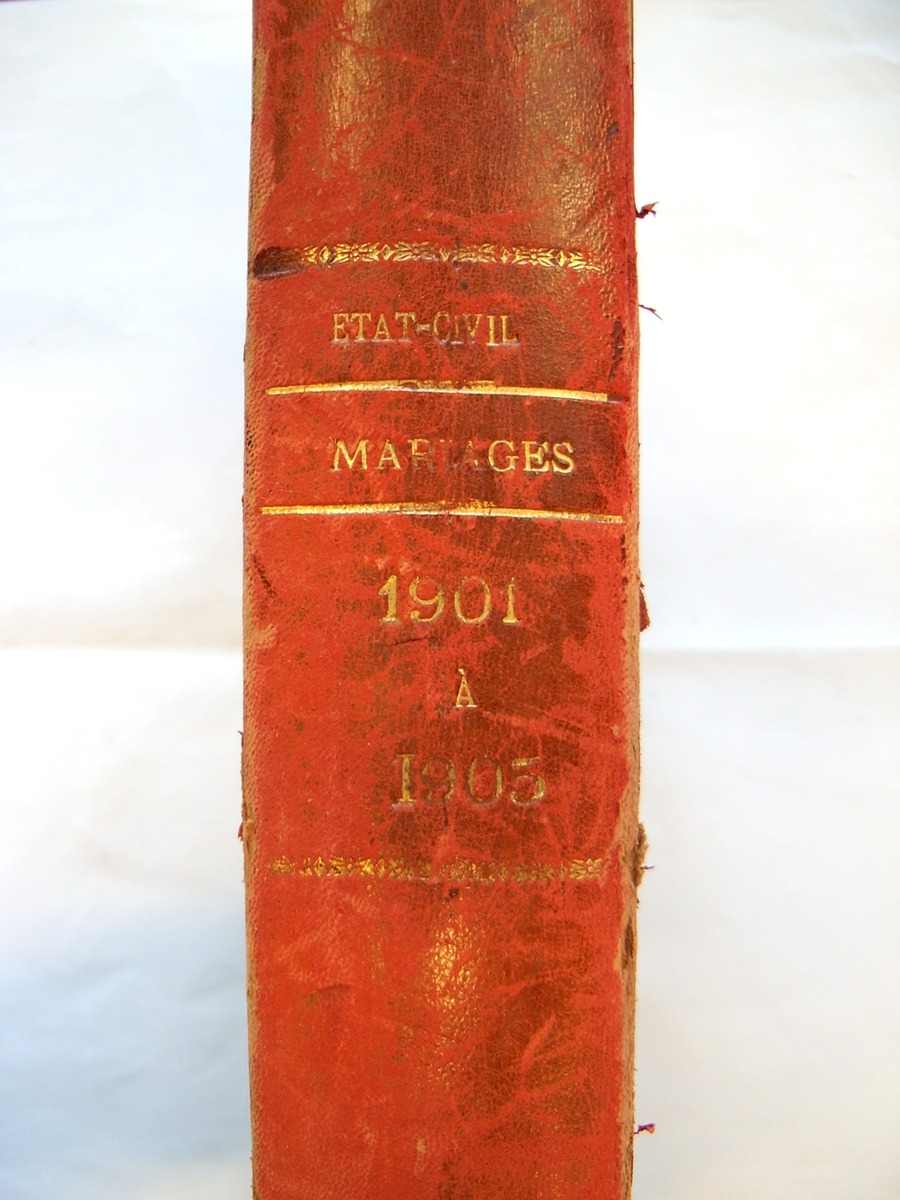 ETAT-CIVIL
MARIAGES
1901
À
1905